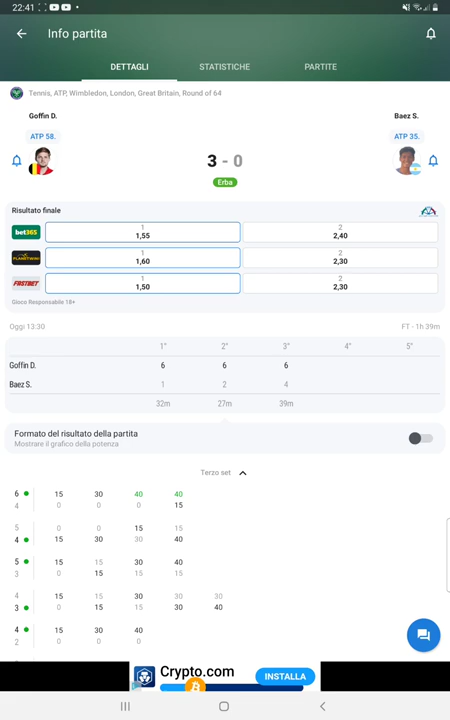 22:41
Info partita
DETTAGLI STATISTICHE PARTITE
Tennis, ATP, Wimbledon, London, Great Britain, Round of 64
Goffin D. Baez S.
ATP 58. ATP 35.
3 - 0
Erba
Risultato finale
bet365 1 1,55 2 2,40
PLANETWIN 1 1,60 2 2,30
FASTBET 1 1,50 2 2,30
Gioco Responsabile 18+
Oggi 13:30 FT - 1h 39m
1° 2° 3° 4° 5°
Goffin D. 6 6 6
Baez S. 1 2 4
32m 27m 39m
Formato del risultato della partita
Mostrare il grafico della potenza
Terzo set
6 15 30 40 40
4 0 0 0 15
5 0 0 15 15
4 15 30 30 40
5 15 15 30 40
3 0 15 15 15
4 15 15 30 30 30
3 0 15 15 30 40
4 15 30 40
2 0 0 0
Crypto.com
INSTALLA